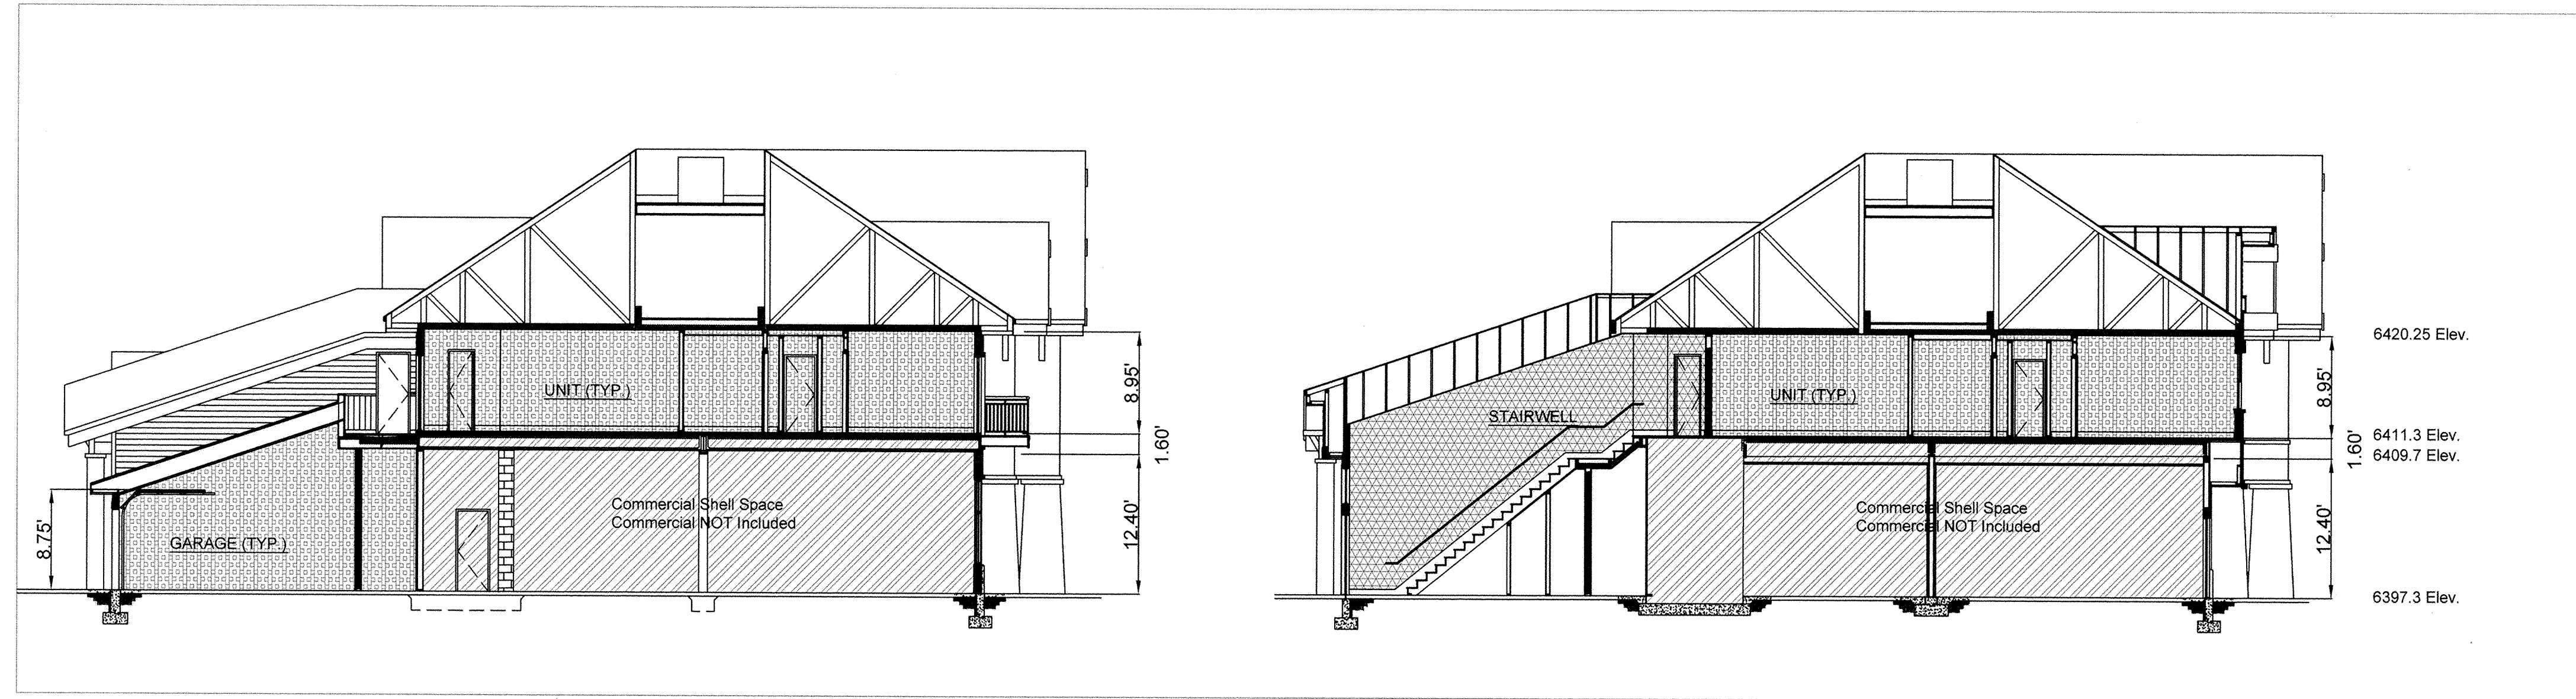 UNIT (TYP.)
8.95'
1.60'
Commercial Shell Space
Commercial NOT Included
12.40'
GARAGE (TYP.)
8.75'
6420.25 Elev.
UNIT (TYP.)
8.95'
STAIRWELL
6411.3 Elev.
1.60'
6409.7 Elev.
Commercial Shell Space
Commercial NOT Included
12.40'
6397.3 Elev.